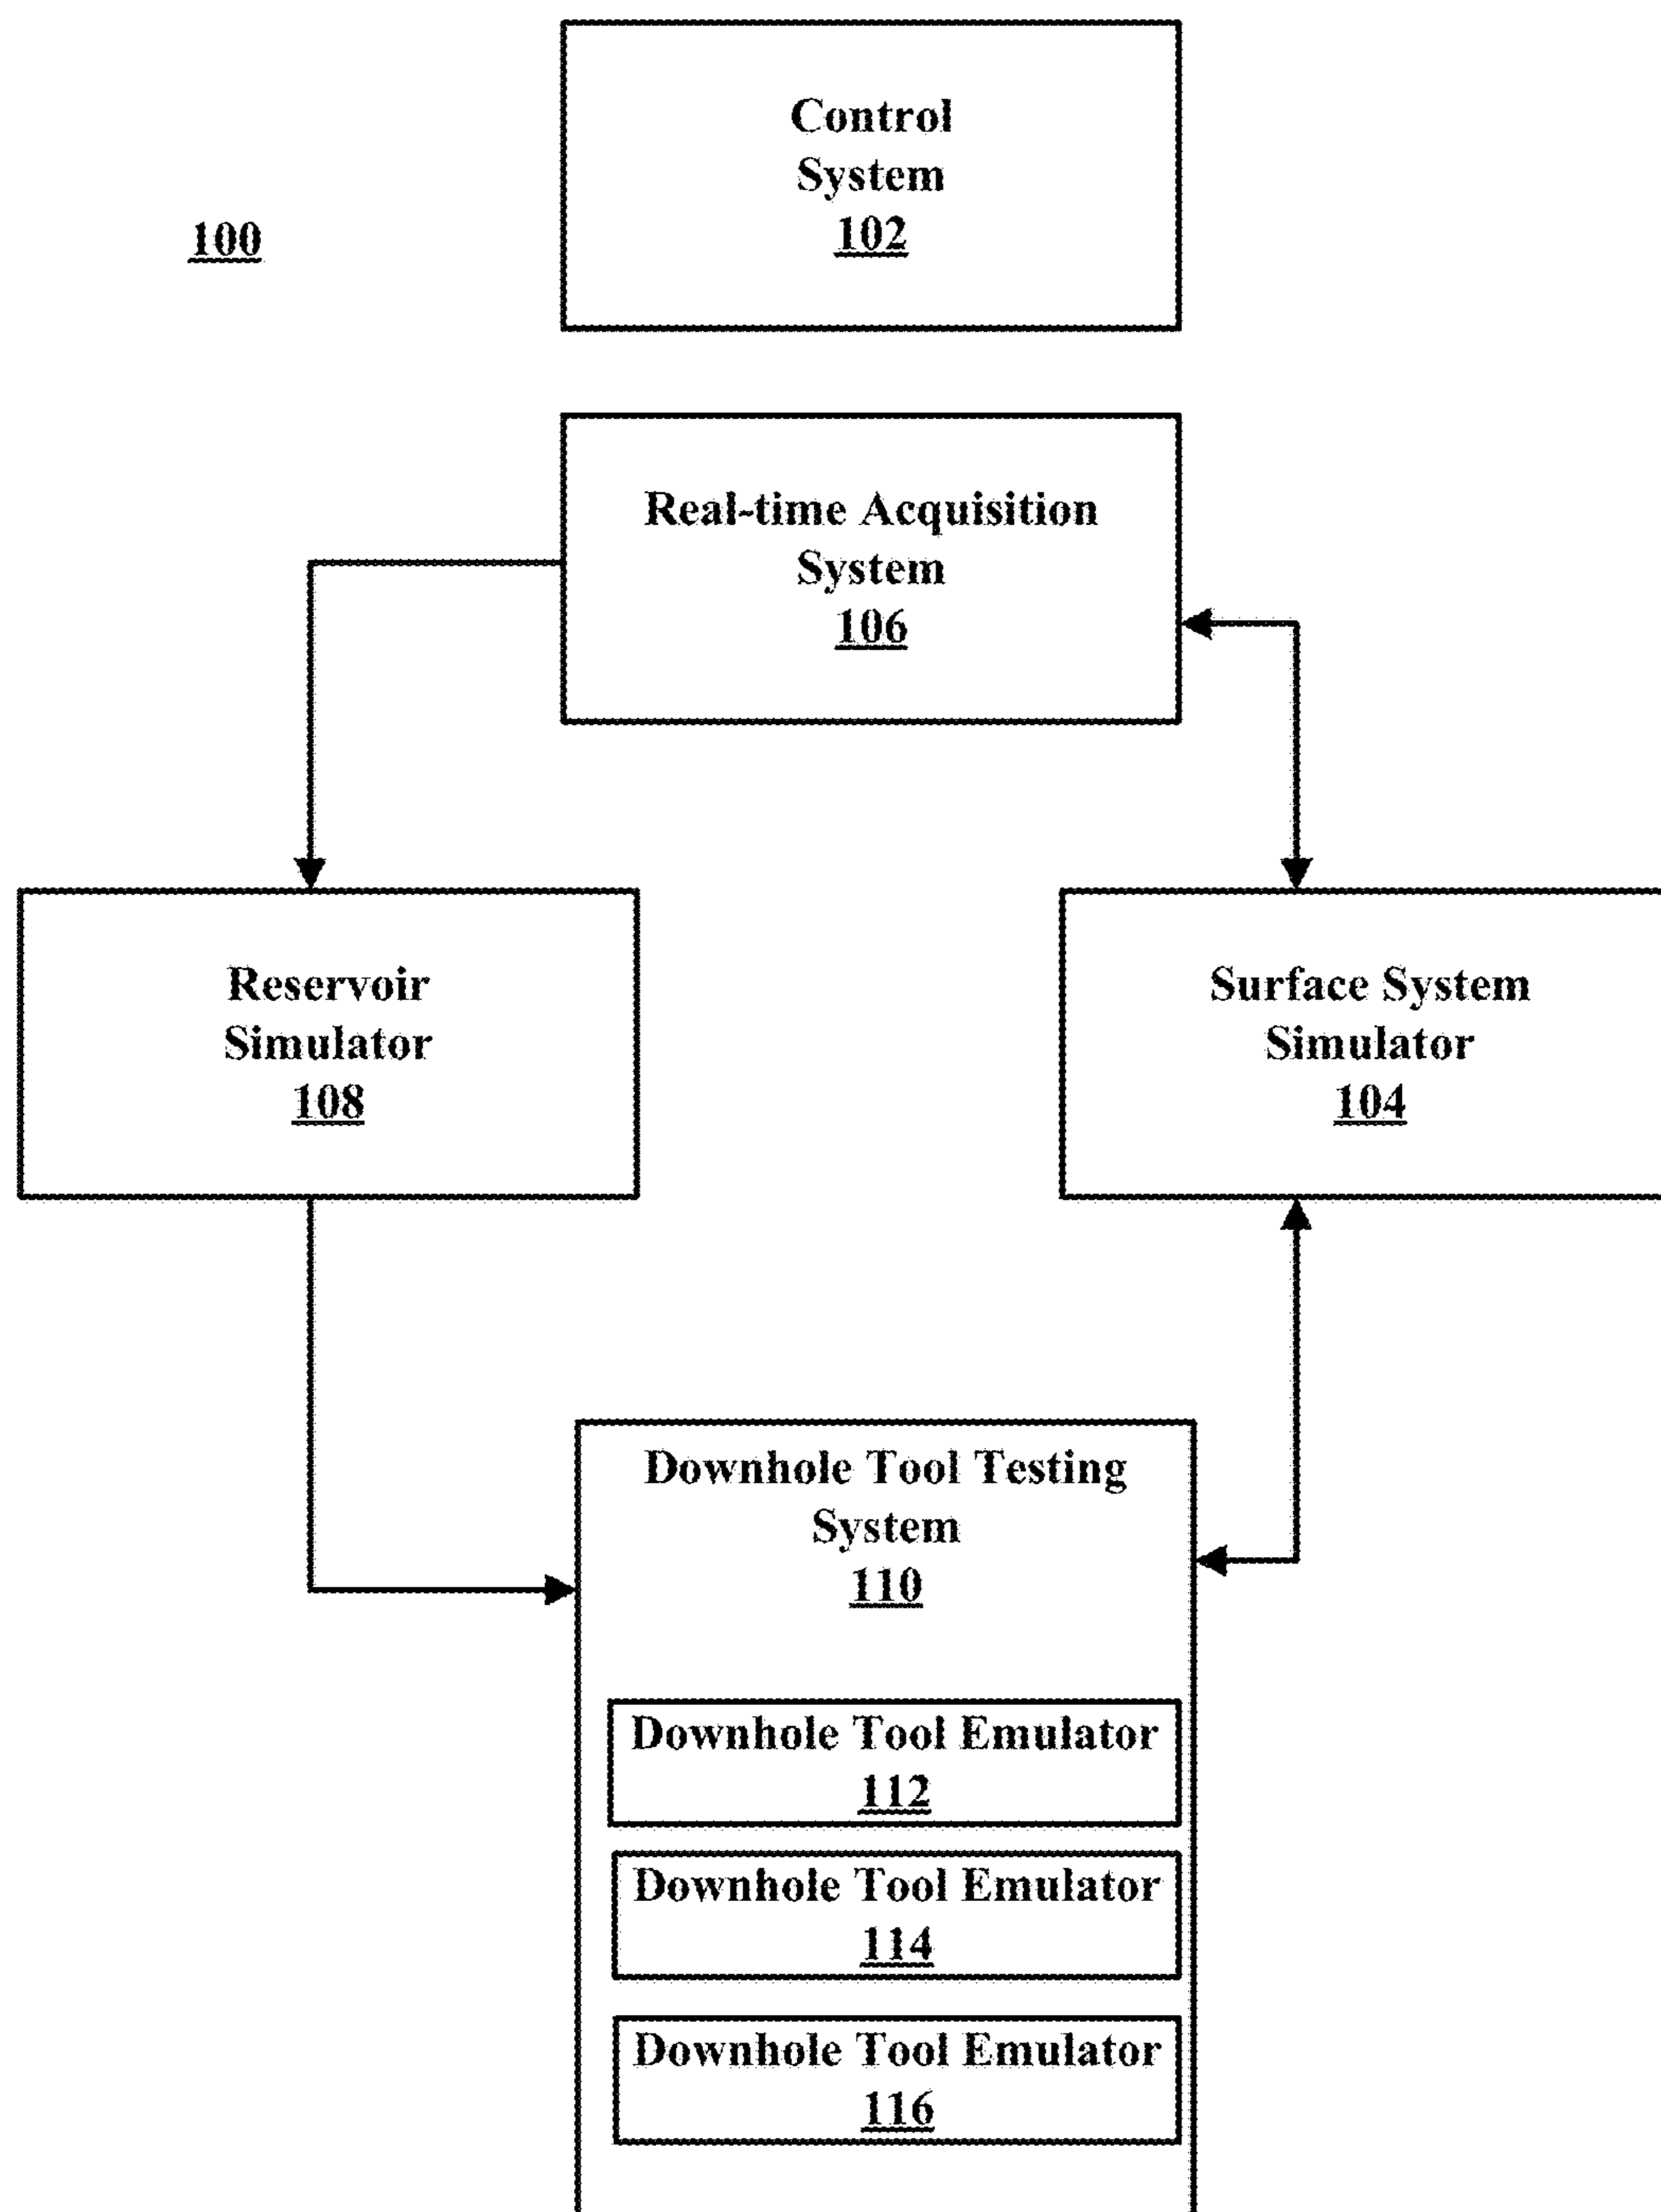 Control
System
102
100
Real-time Acquisition
System
106
Reservoir
Simulator
108
Surface System
Simulator
104
Downhole Tool Testing
System
110
Downhole Tool Emulator
112
Downhole Tool Emulator
114
Downhole Tool Emulator
116